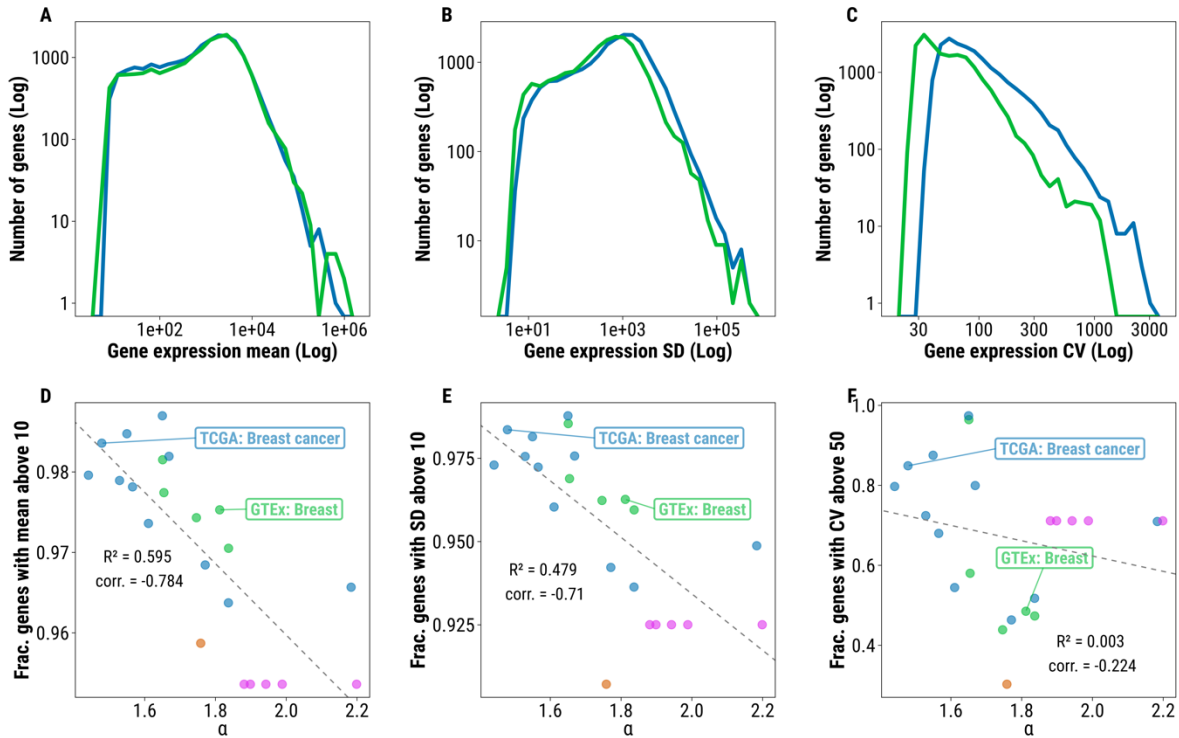 A
Number of genes (Log)
1000
100
10
1
1e+02
1e+04
1e+06
Gene expression mean (Log)
B
Number of genes (Log)
1000
100
10
1e+01
1e+03
1e+05
Gene expression SD (Log)
C
Number of genes (Log)
1000
100
10
1
30
100
300
1000
3000
Gene expression CV (Log)
D
Frac. genes with mean above 10
0.98
0.97
0.96
TCGA: Breast cancer
GTEx: Breast
R² = 0.595
corr. = -0.784
1.6
1.8
2.0
2.2
α
E
Frac. genes with SD above 10
0.975
0.950
0.925
TCGA: Breast cancer
GTEx: Breast
R² = 0.479
corr. = -0.71
1.6
1.8
2.0
2.2
α
F
Frac. genes with CV above 50
1.0
0.8
0.6
0.4
TCGA: Breast cancer
GTEx: Breast
R² = 0.003
corr. = -0.224
1.6
1.8
2.0
2.2
α